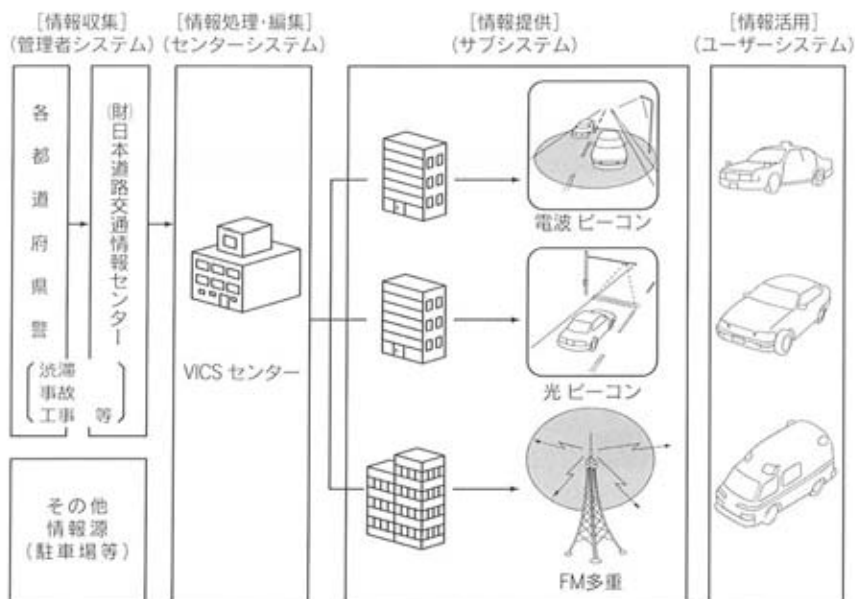 [情報収集]
(管理者システム)
[情報処理・編集]
(センターシステム)
[情報提供]
(サブシステム)
[情報活用]
(ユーザーシステム)
各都道府県警
(財)日本道路交通情報センター
渋滞
事故
工事 等
その他
情報源
(駐車場等)
VICS センター
電波 ビーコン
光 ビーコン
FM多重